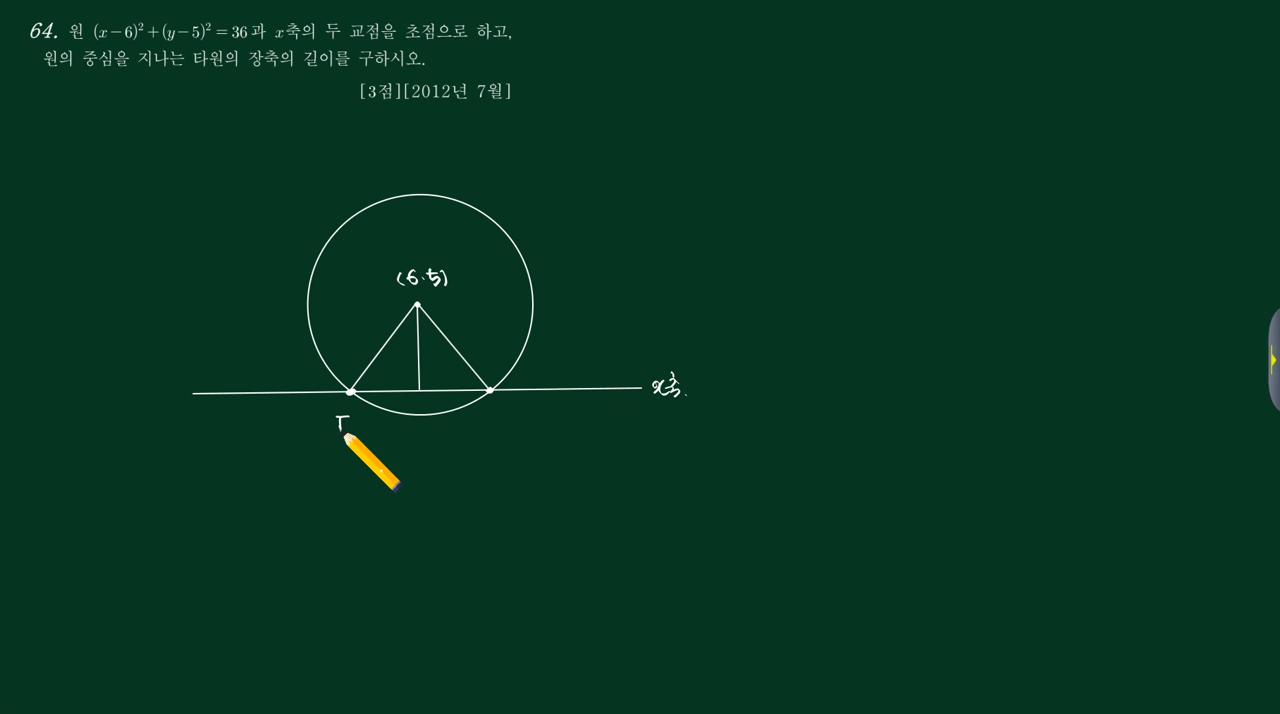 64. 원 (x-6)²+(y-5)²=36과 x축의 두 교점을 초점으로 하고,
원의 중심을 지나는 타원의 장축의 길이를 구하시오.
[3점][2012년 7월]
(6.5)
x축.